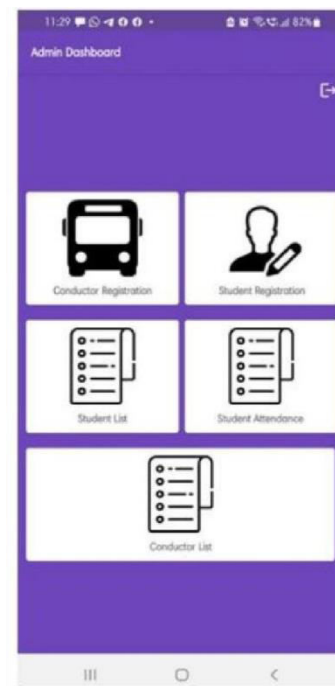 11:29 82%
Admin Dashboard
Conductor Registration Student Registration
Student List Student Attendance
Conductor List